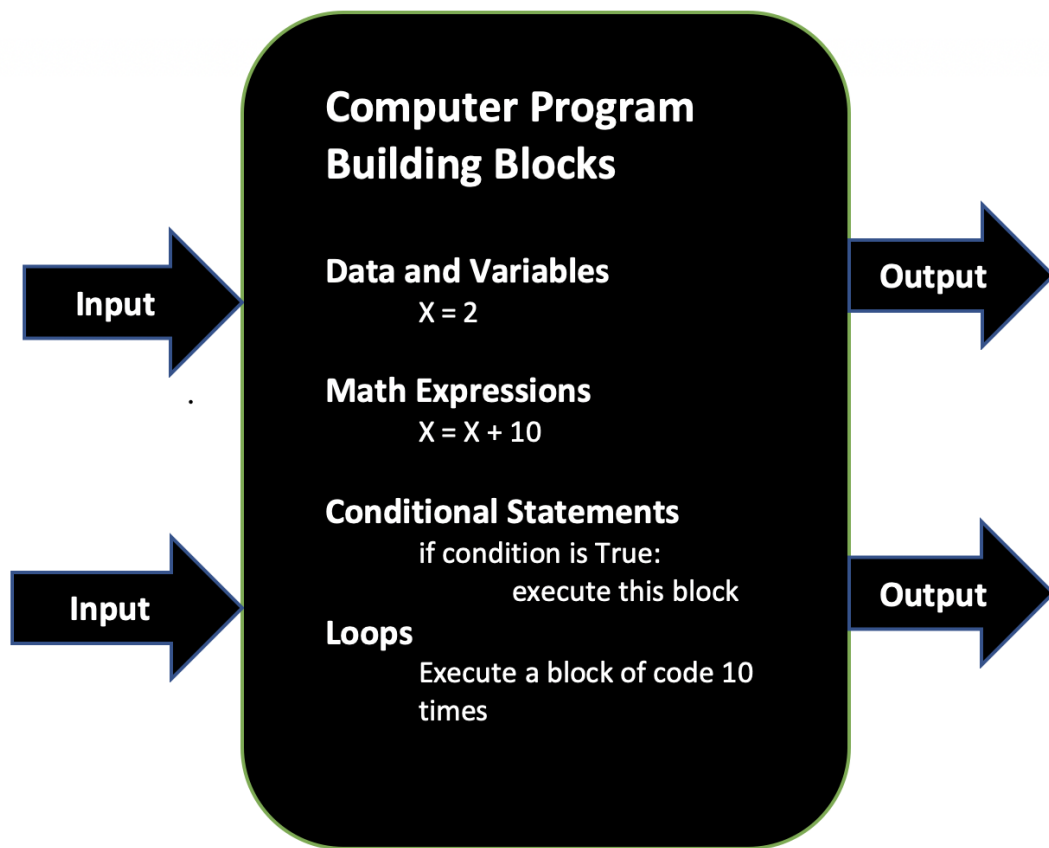 Computer Program
Building Blocks
Data and Variables
X = 2
Math Expressions
X = X + 10
Conditional Statements
if condition is True:
execute this block
Loops
Execute a block of code 10
times
Input
Input
Output
Output